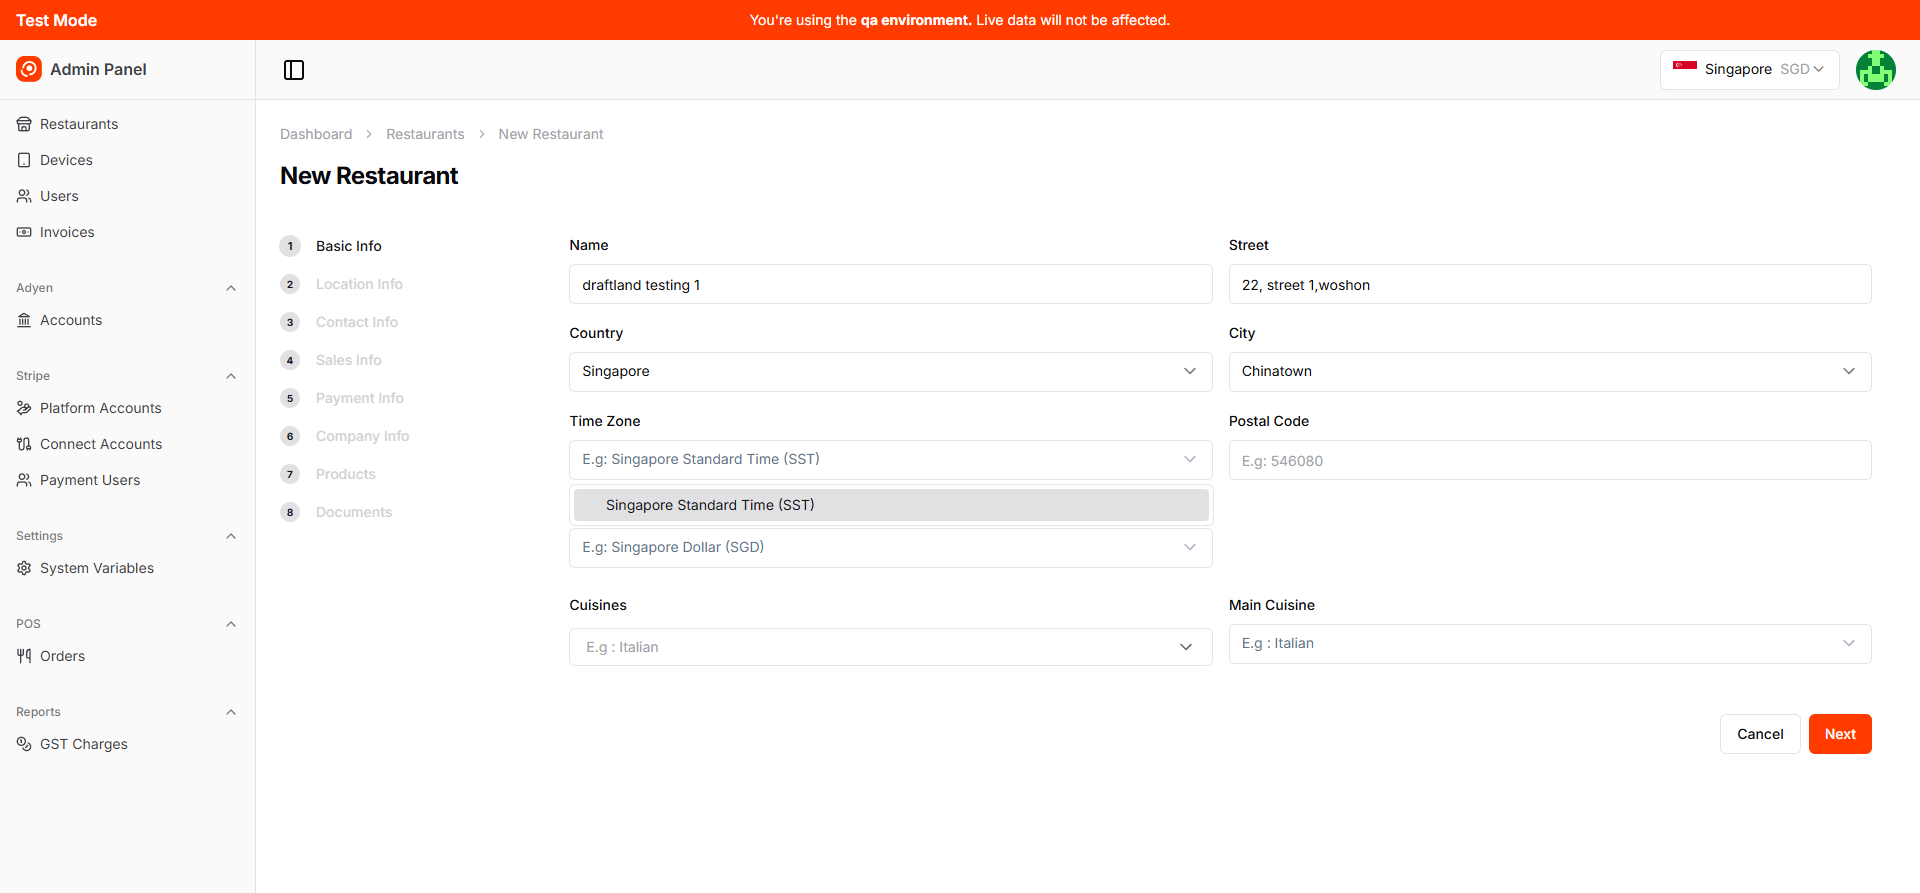 Test Mode
You're using the qa environment. Live data will not be affected.
Admin Panel
Singapore SGD
Restaurants
Devices
Users
Invoices
Adyen
Accounts
Stripe
Platform Accounts
Connect Accounts
Payment Users
Settings
System Variables
POS
Orders
Reports
GST Charges
Dashboard > Restaurants > New Restaurant
New Restaurant
1 Basic Info
2 Location Info
3 Contact Info
4 Sales Info
5 Payment Info
6 Company Info
7 Products
8 Documents
Name
draftland testing 1
Street
22, street 1,woshon
Country
Singapore
City
Chinatown
Time Zone
E.g: Singapore Standard Time (SST)
Singapore Standard Time (SST)
Postal Code
E.g: 546080
E.g: Singapore Dollar (SGD)
Cuisines
E.g : Italian
Main Cuisine
E.g : Italian
Cancel
Next